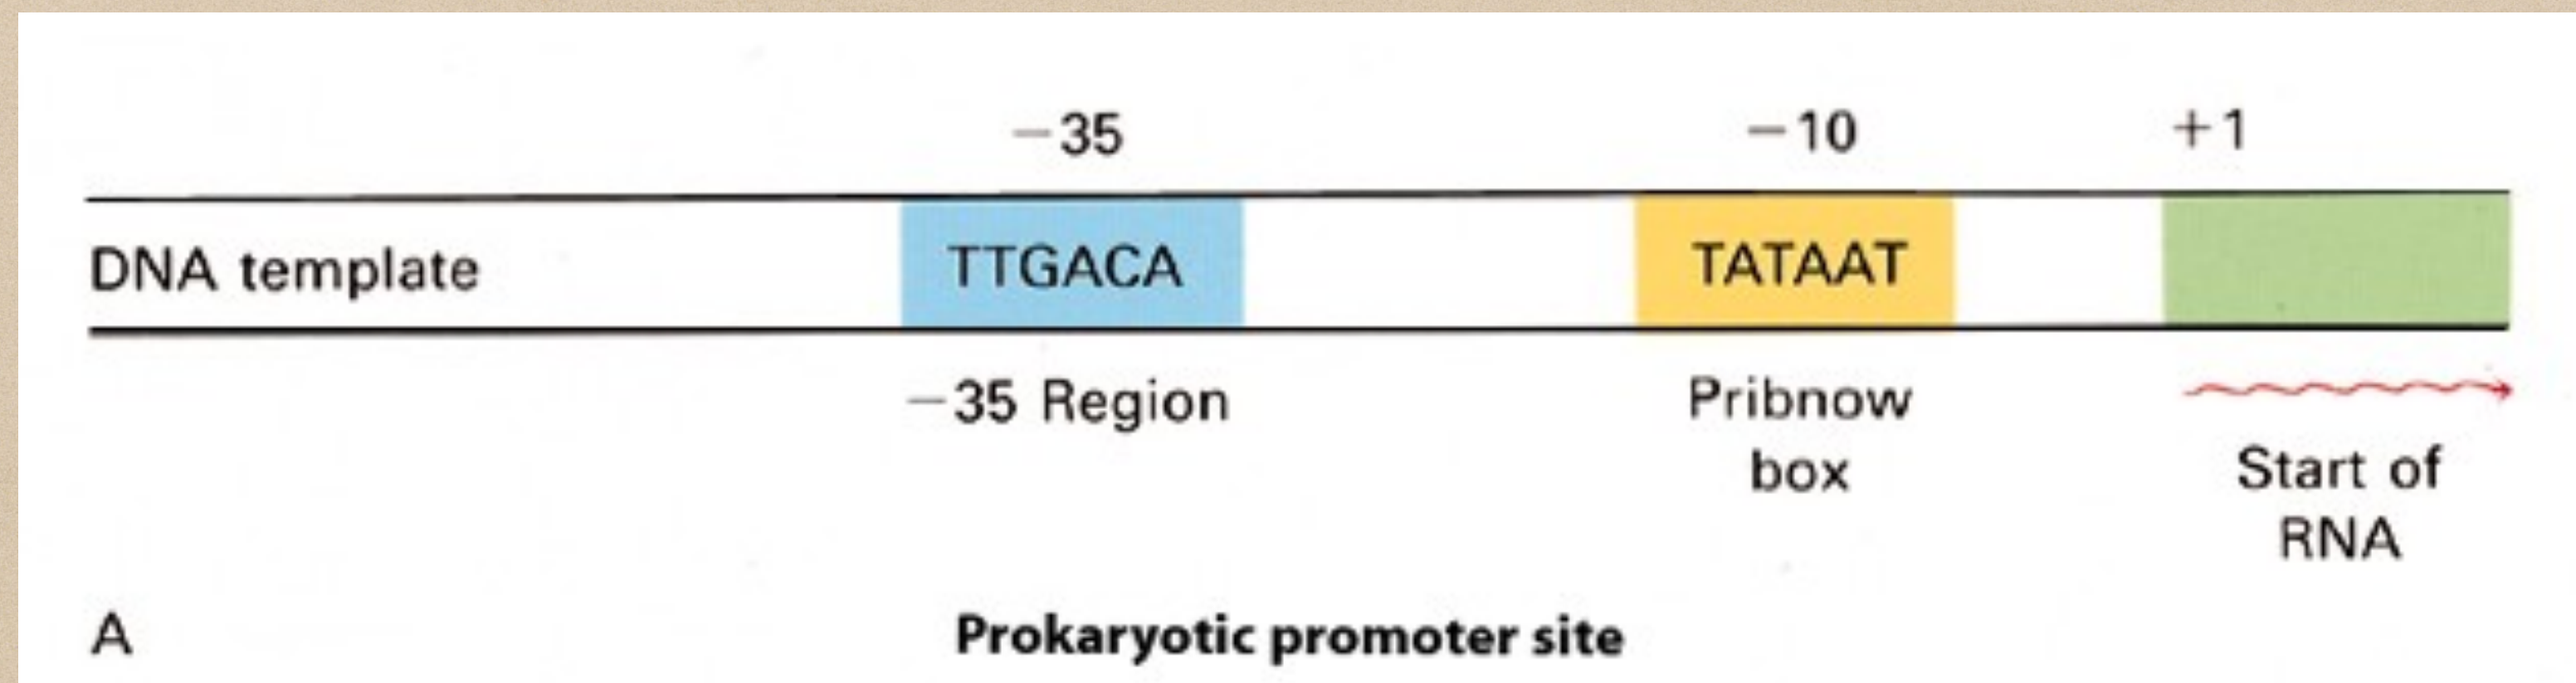 −35 −10 +1
DNA template TTGACA TATAAT
−35 Region Pribnow
box
Start of
RNA
A Prokaryotic promoter site